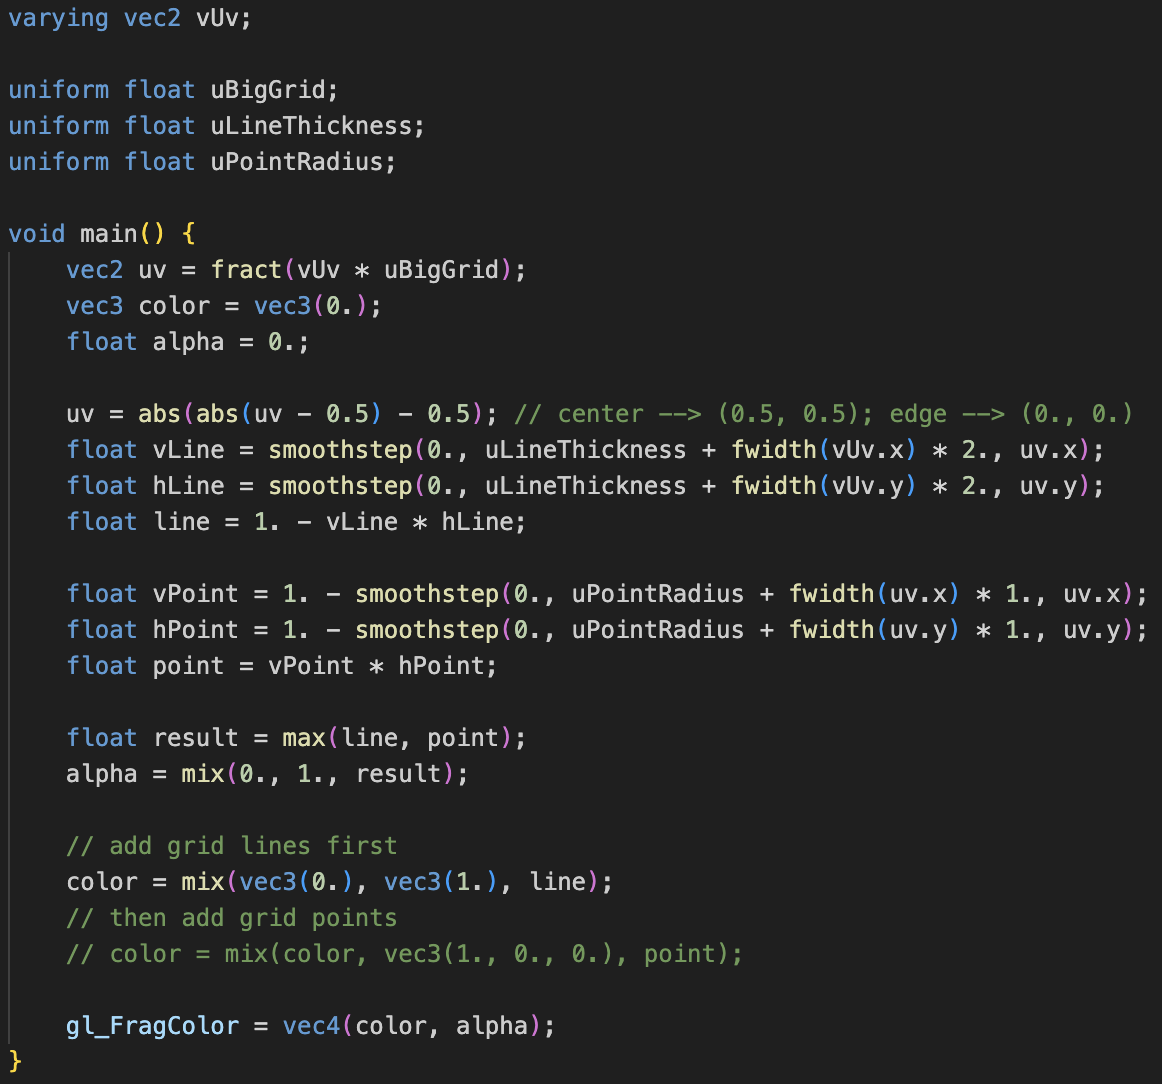 varying vec2 vUv;
uniform float uBigGrid;
uniform float uLineThickness;
uniform float uPointRadius;
void main() {
vec2 uv = fract(vUv * uBigGrid);
vec3 color = vec3(0.);
float alpha = 0.;
uv = abs(abs(uv - 0.5) - 0.5); // center --> (0.5, 0.5); edge --> (0., 0.)
float vLine = smoothstep(0., uLineThickness + fwidth(vUv.x) * 2., uv.x);
float hLine = smoothstep(0., uLineThickness + fwidth(vUv.y) * 2., uv.y);
float line = 1. - vLine * hLine;
float vPoint = 1. - smoothstep(0., uPointRadius + fwidth(uv.x) * 1., uv.x);
float hPoint = 1. - smoothstep(0., uPointRadius + fwidth(uv.y) * 1., uv.y);
float point = vPoint * hPoint;
float result = max(line, point);
alpha = mix(0., 1., result);
// add grid lines first
color = mix(vec3(0.), vec3(1.), line);
// then add grid points
// color = mix(color, vec3(1., 0., 0.), point);
gl_FragColor = vec4(color, alpha);
}